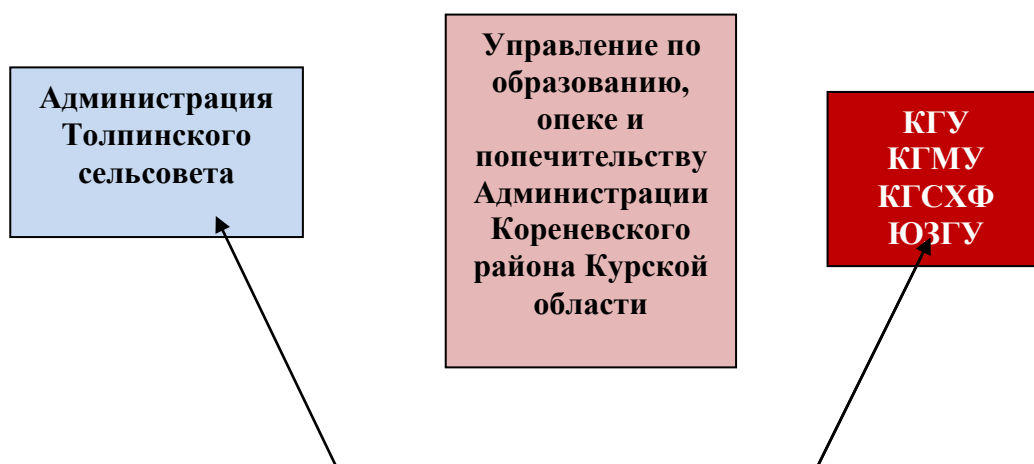 Администрация
Толпинского
сельсовета
Управление по
образованию,
опеке и
попечительству
Администрации
Кореневского
района Курской
области
КГУ
КГМУ
КГСХФ
ЮЗГУ